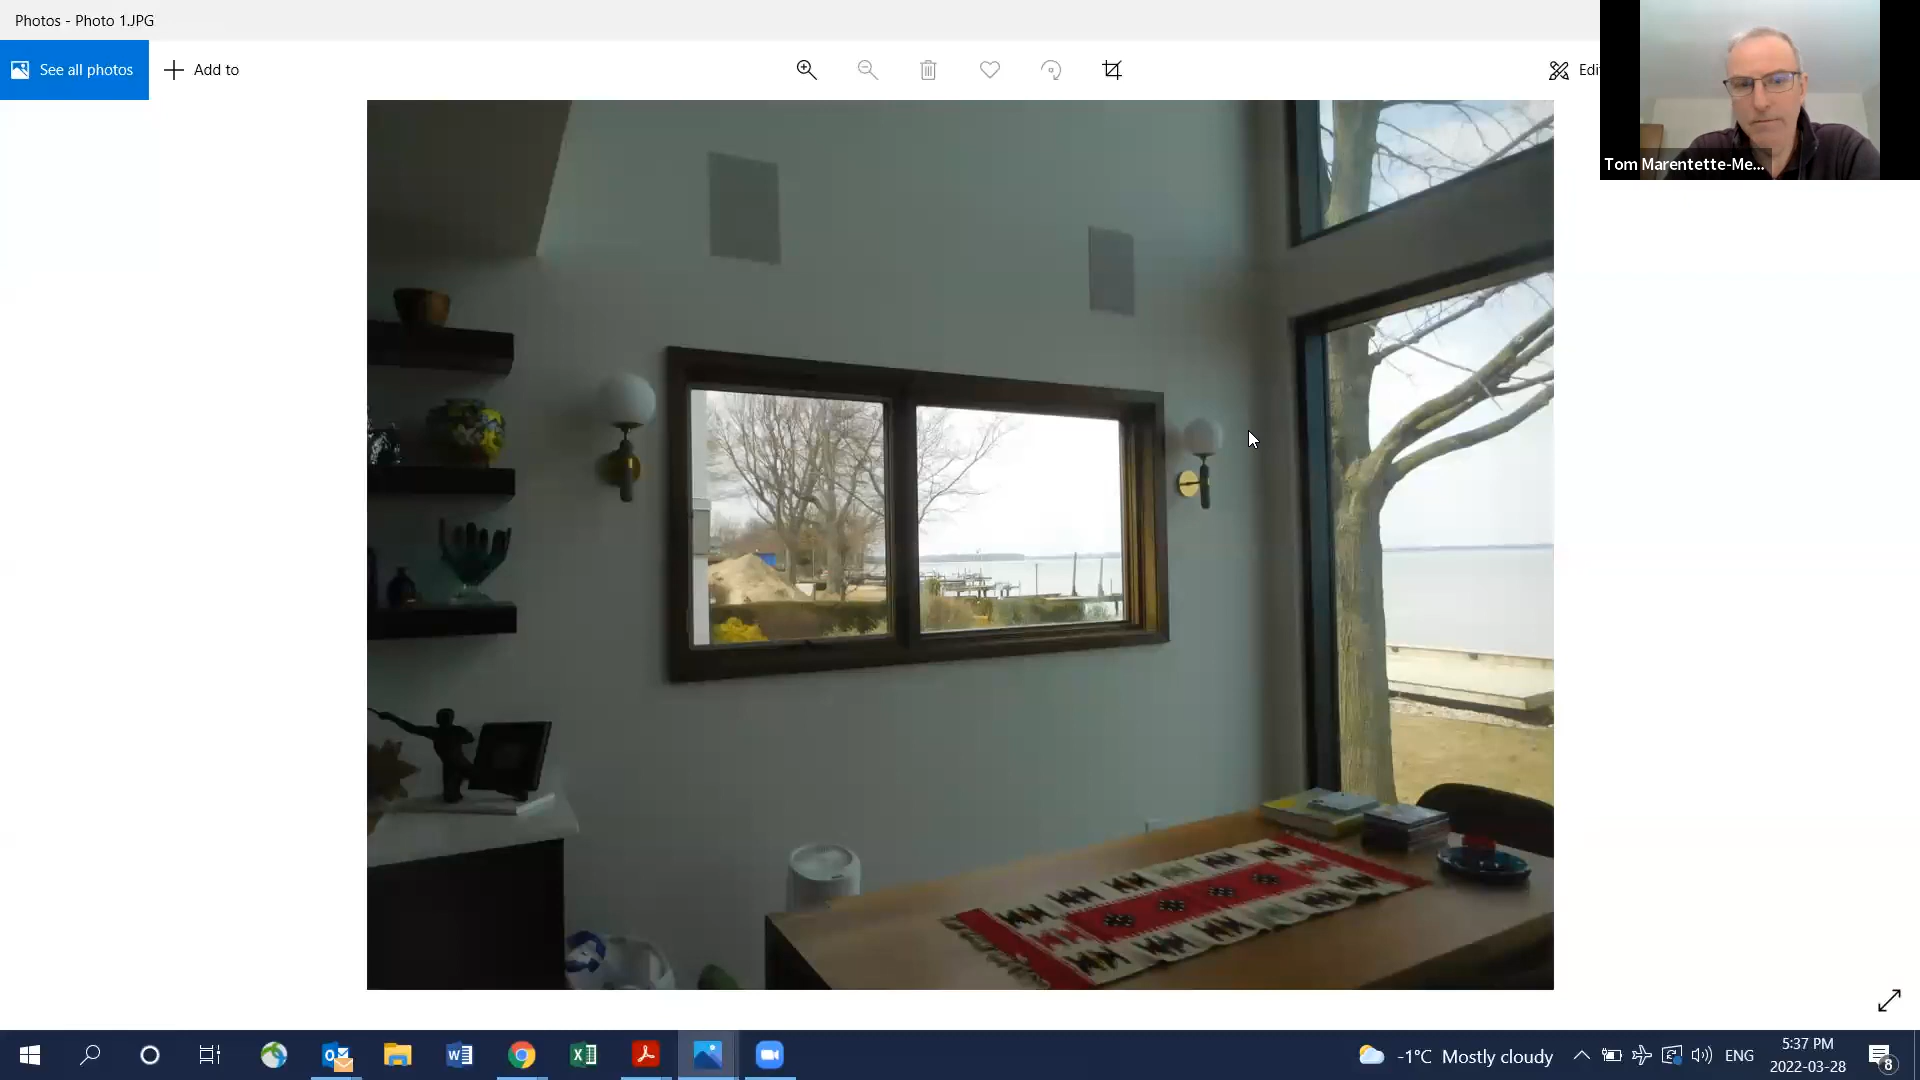 Photos - Photo 1.JPG
See all photos
Add to
Edi
Tom Marentette-Me...
-1°C Mostly cloudy
ENG
5:37 PM
2022-03-28
8